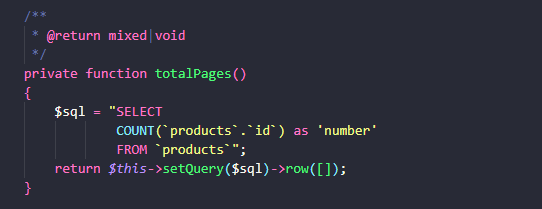 /**
 * @return mixed|void
 */
private function totalPages()
{
    $sql = "SELECT
            COUNT(`products`.`id`) as 'number'
            FROM `products`";
    return $this->setQuery($sql)->row([]);
}